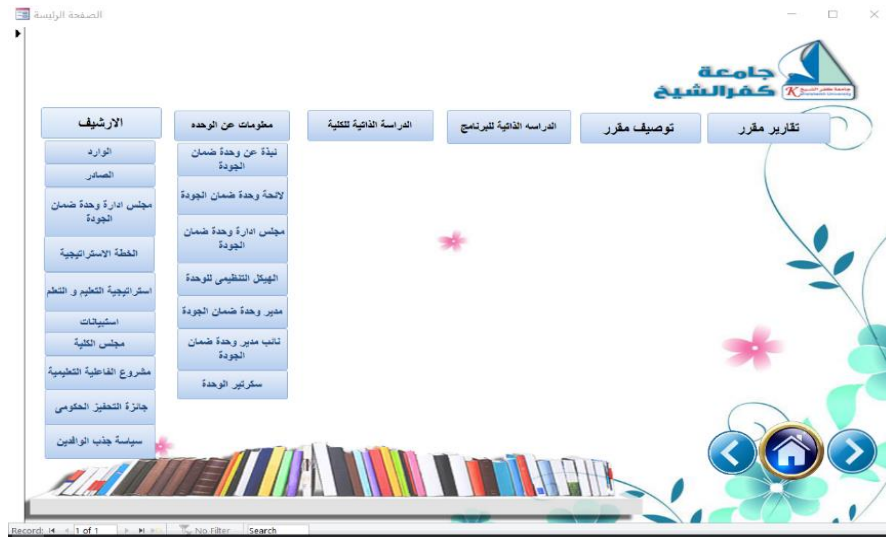 الصفحة الرئيسة
جامعة
كفرالشيخ
تقارير مقرر
توصيف مقرر
الدراسه الذاتية للبرنامج
الدراسة الذاتية للكلية
معلومات عن الوحده
نبذة عن وحدة ضمان
الجودة
لائحة وحدة ضمان الجودة
مجلس ادارة وحدة ضمان
الجودة
الهيكل التنظيمى للوحدة
مدير وحدة ضمان الجودة
نائب مدير وحدة ضمان
الجودة
سكرتير الوحدة
الارشيف
الوارد
الصادر
مجلس ادارة وحدة ضمان
الجودة
الخطة الاستراتيجية
استراتيجية التعليم و التعلم
استبيانات
مجلس الكلية
مشروع الفاعلية التعليمية
جائزة التحفيز الحكومى
سياسة جذب الوافدين
Record: 1 of 1 No Filter Search